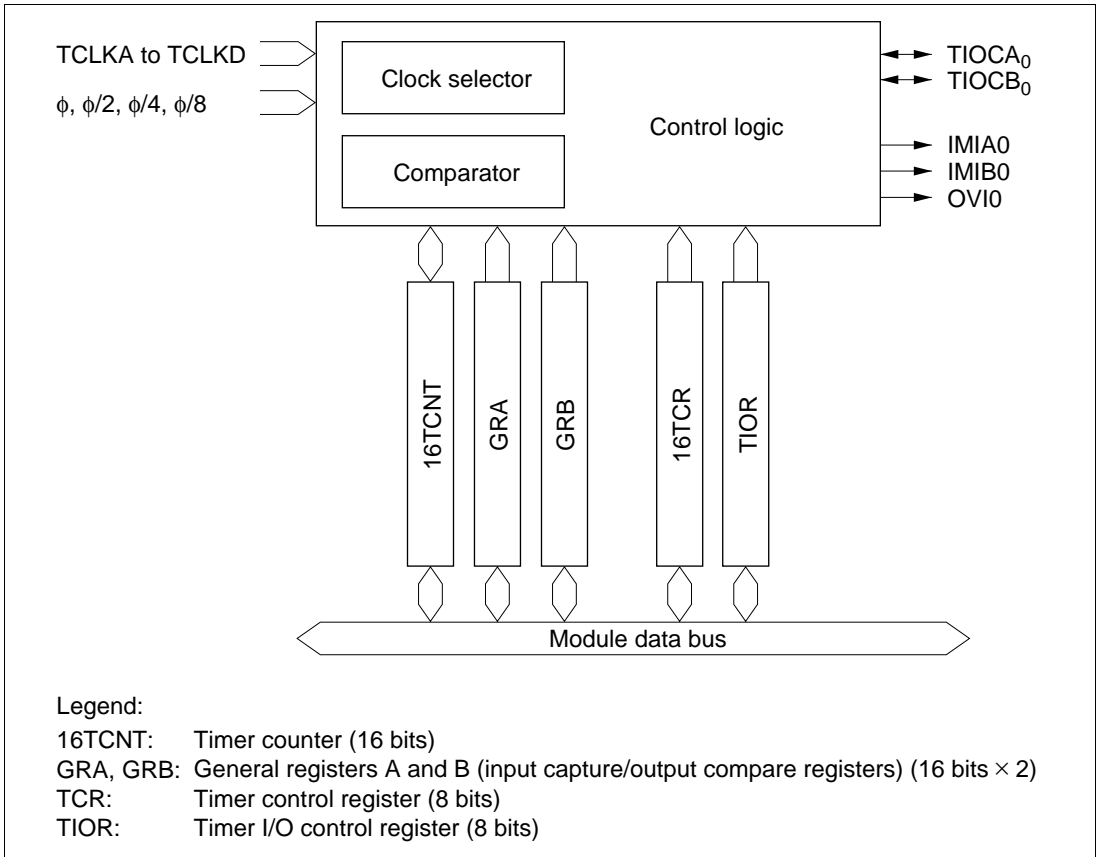 TCLKA to TCLKD
ϕ, ϕ/2, ϕ/4, ϕ/8
Clock selector
Comparator
Control logic
TIOCA₀
TIOCB₀
IMIA0
IMIB0
OVI0
16TCNT
GRA
GRB
16TCR
TIOR
Module data bus
Legend:
16TCNT: Timer counter (16 bits)
GRA, GRB: General registers A and B (input capture/output compare registers) (16 bits × 2)
TCR: Timer control register (8 bits)
TIOR: Timer I/O control register (8 bits)